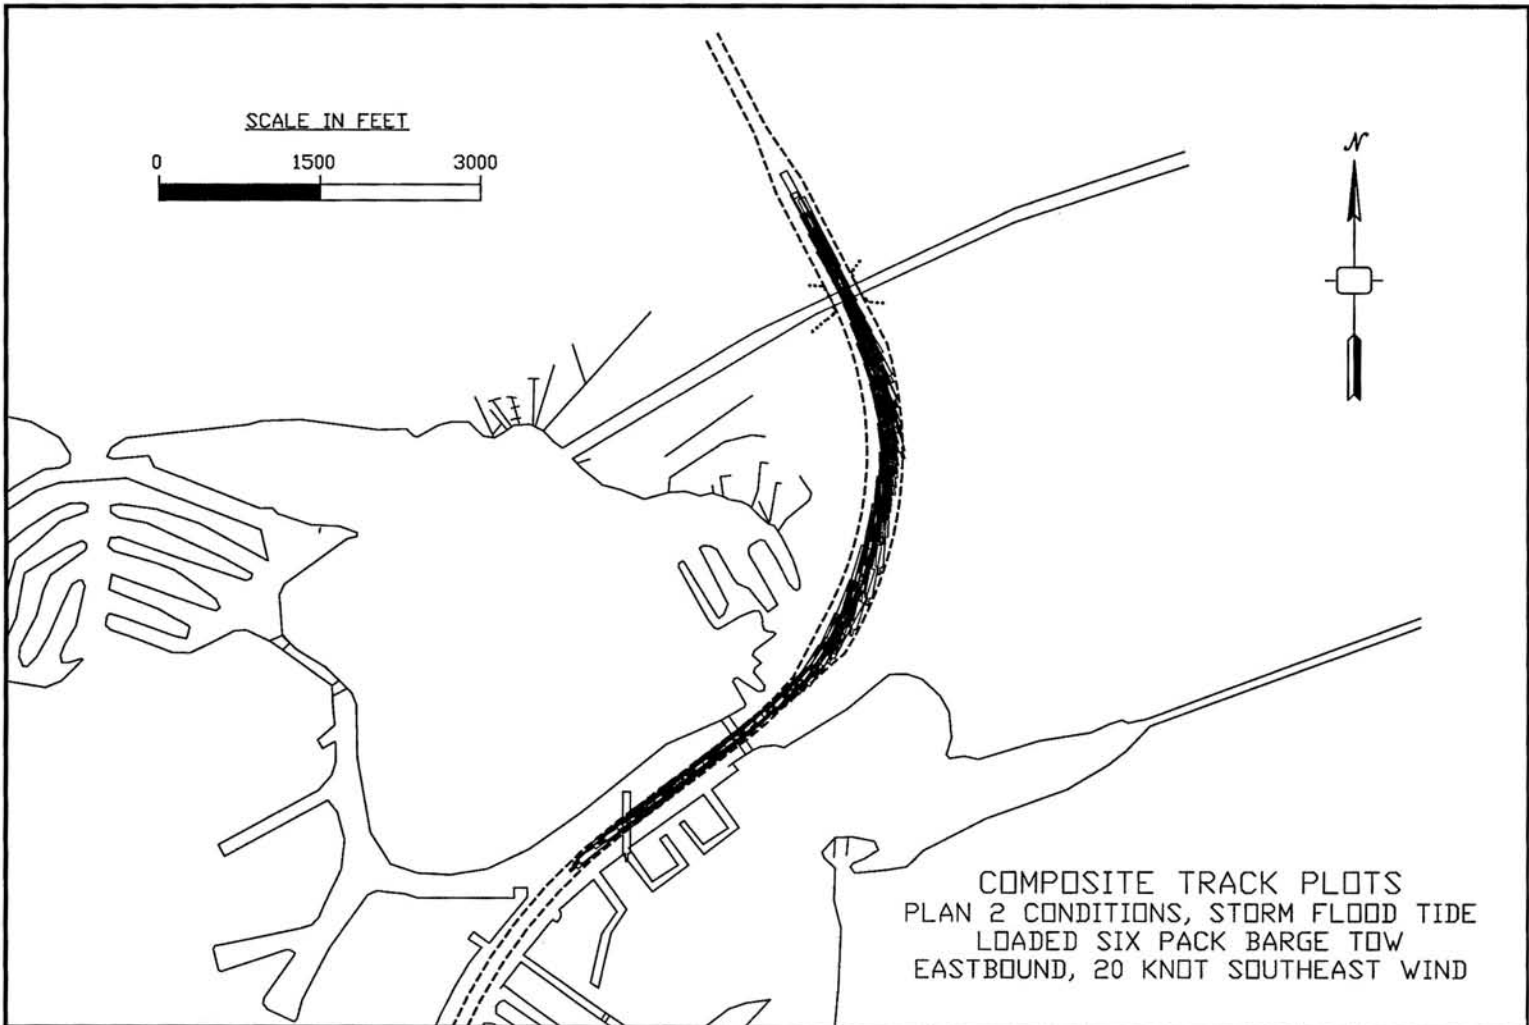 SCALE IN FEET
0 1500 3000
N
COMPOSITE TRACK PLOTS
PLAN 2 CONDITIONS, STORM FLOOD TIDE
LOADED SIX PACK BARGE TOW
EASTBOUND, 20 KNOT SOUTHEAST WIND